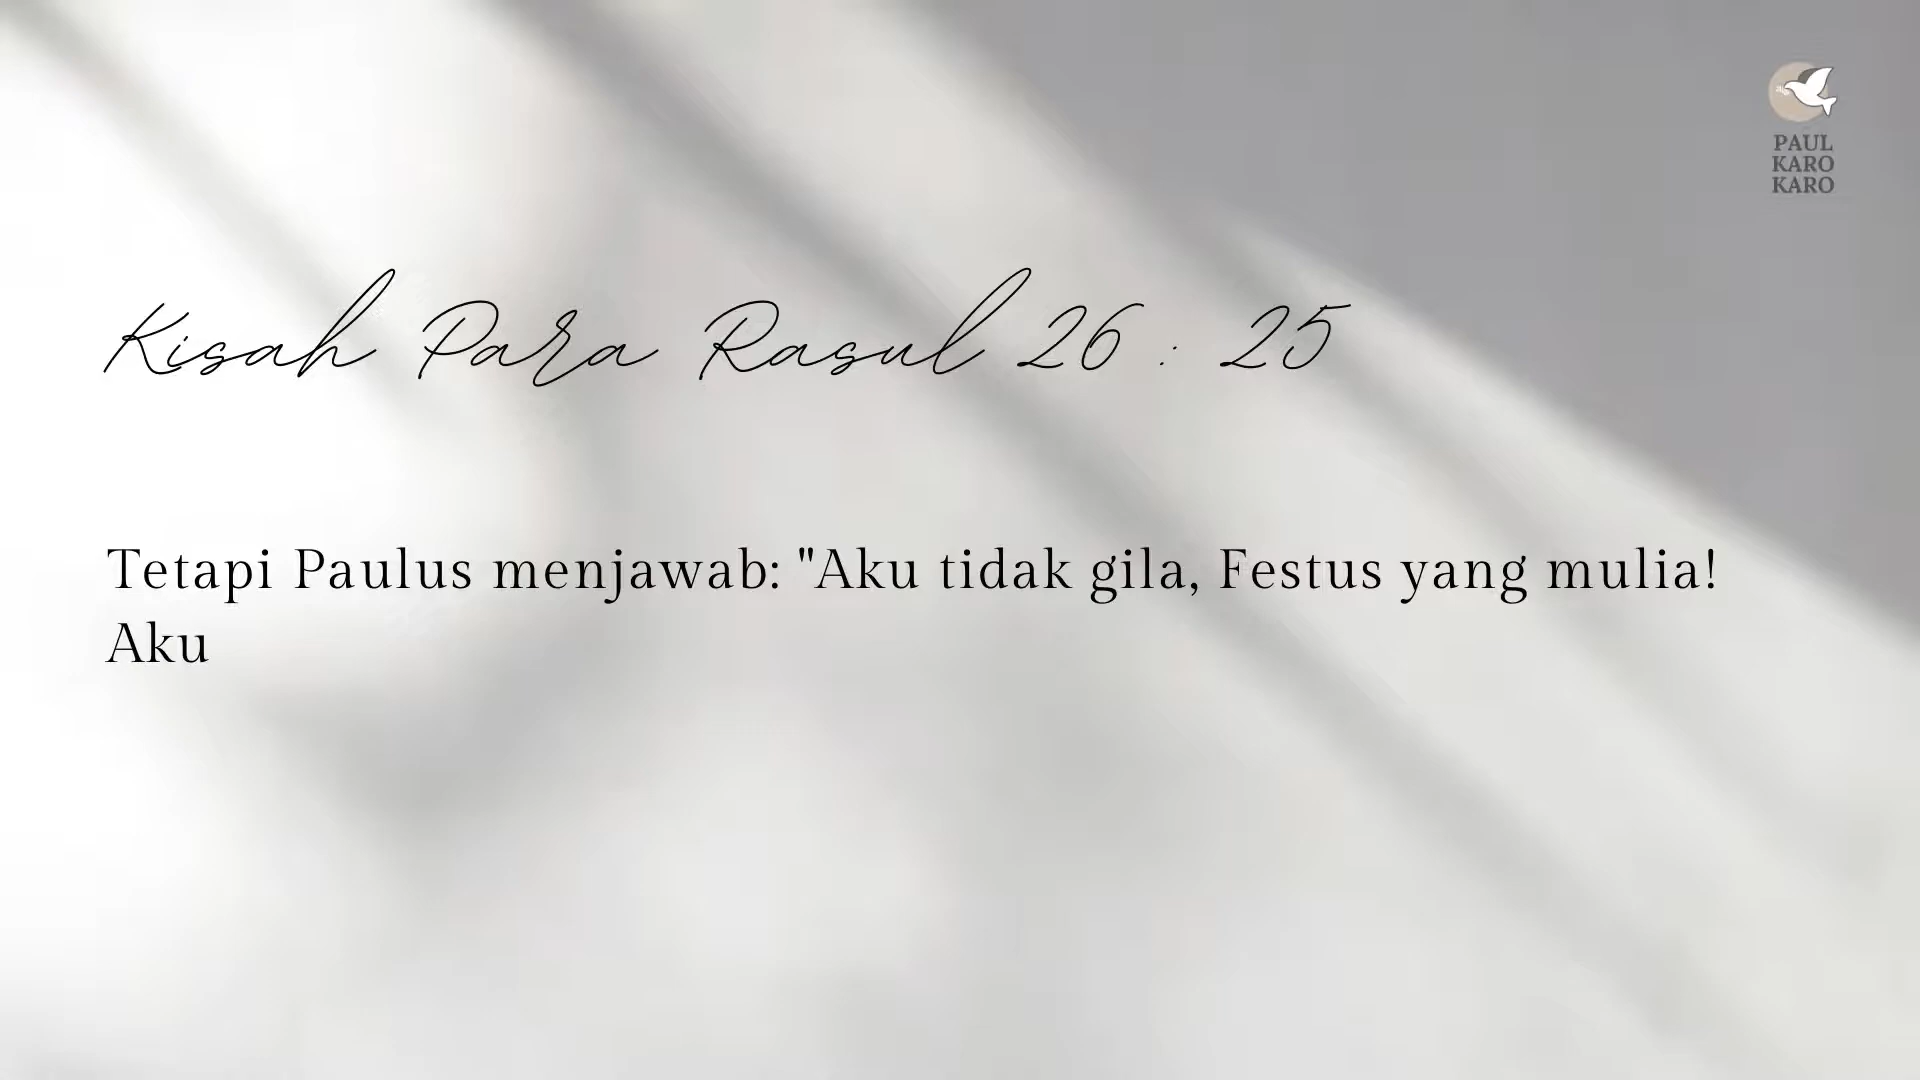 PAUL
KARO
KARO
Kisah Para Rasul 26 : 25
Tetapi Paulus menjawab: "Aku tidak gila, Festus yang mulia!
Aku